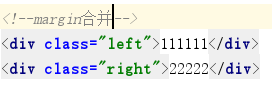 <!--margin合并-->
<div class="left">111111</div>
<div class="right">22222</div>